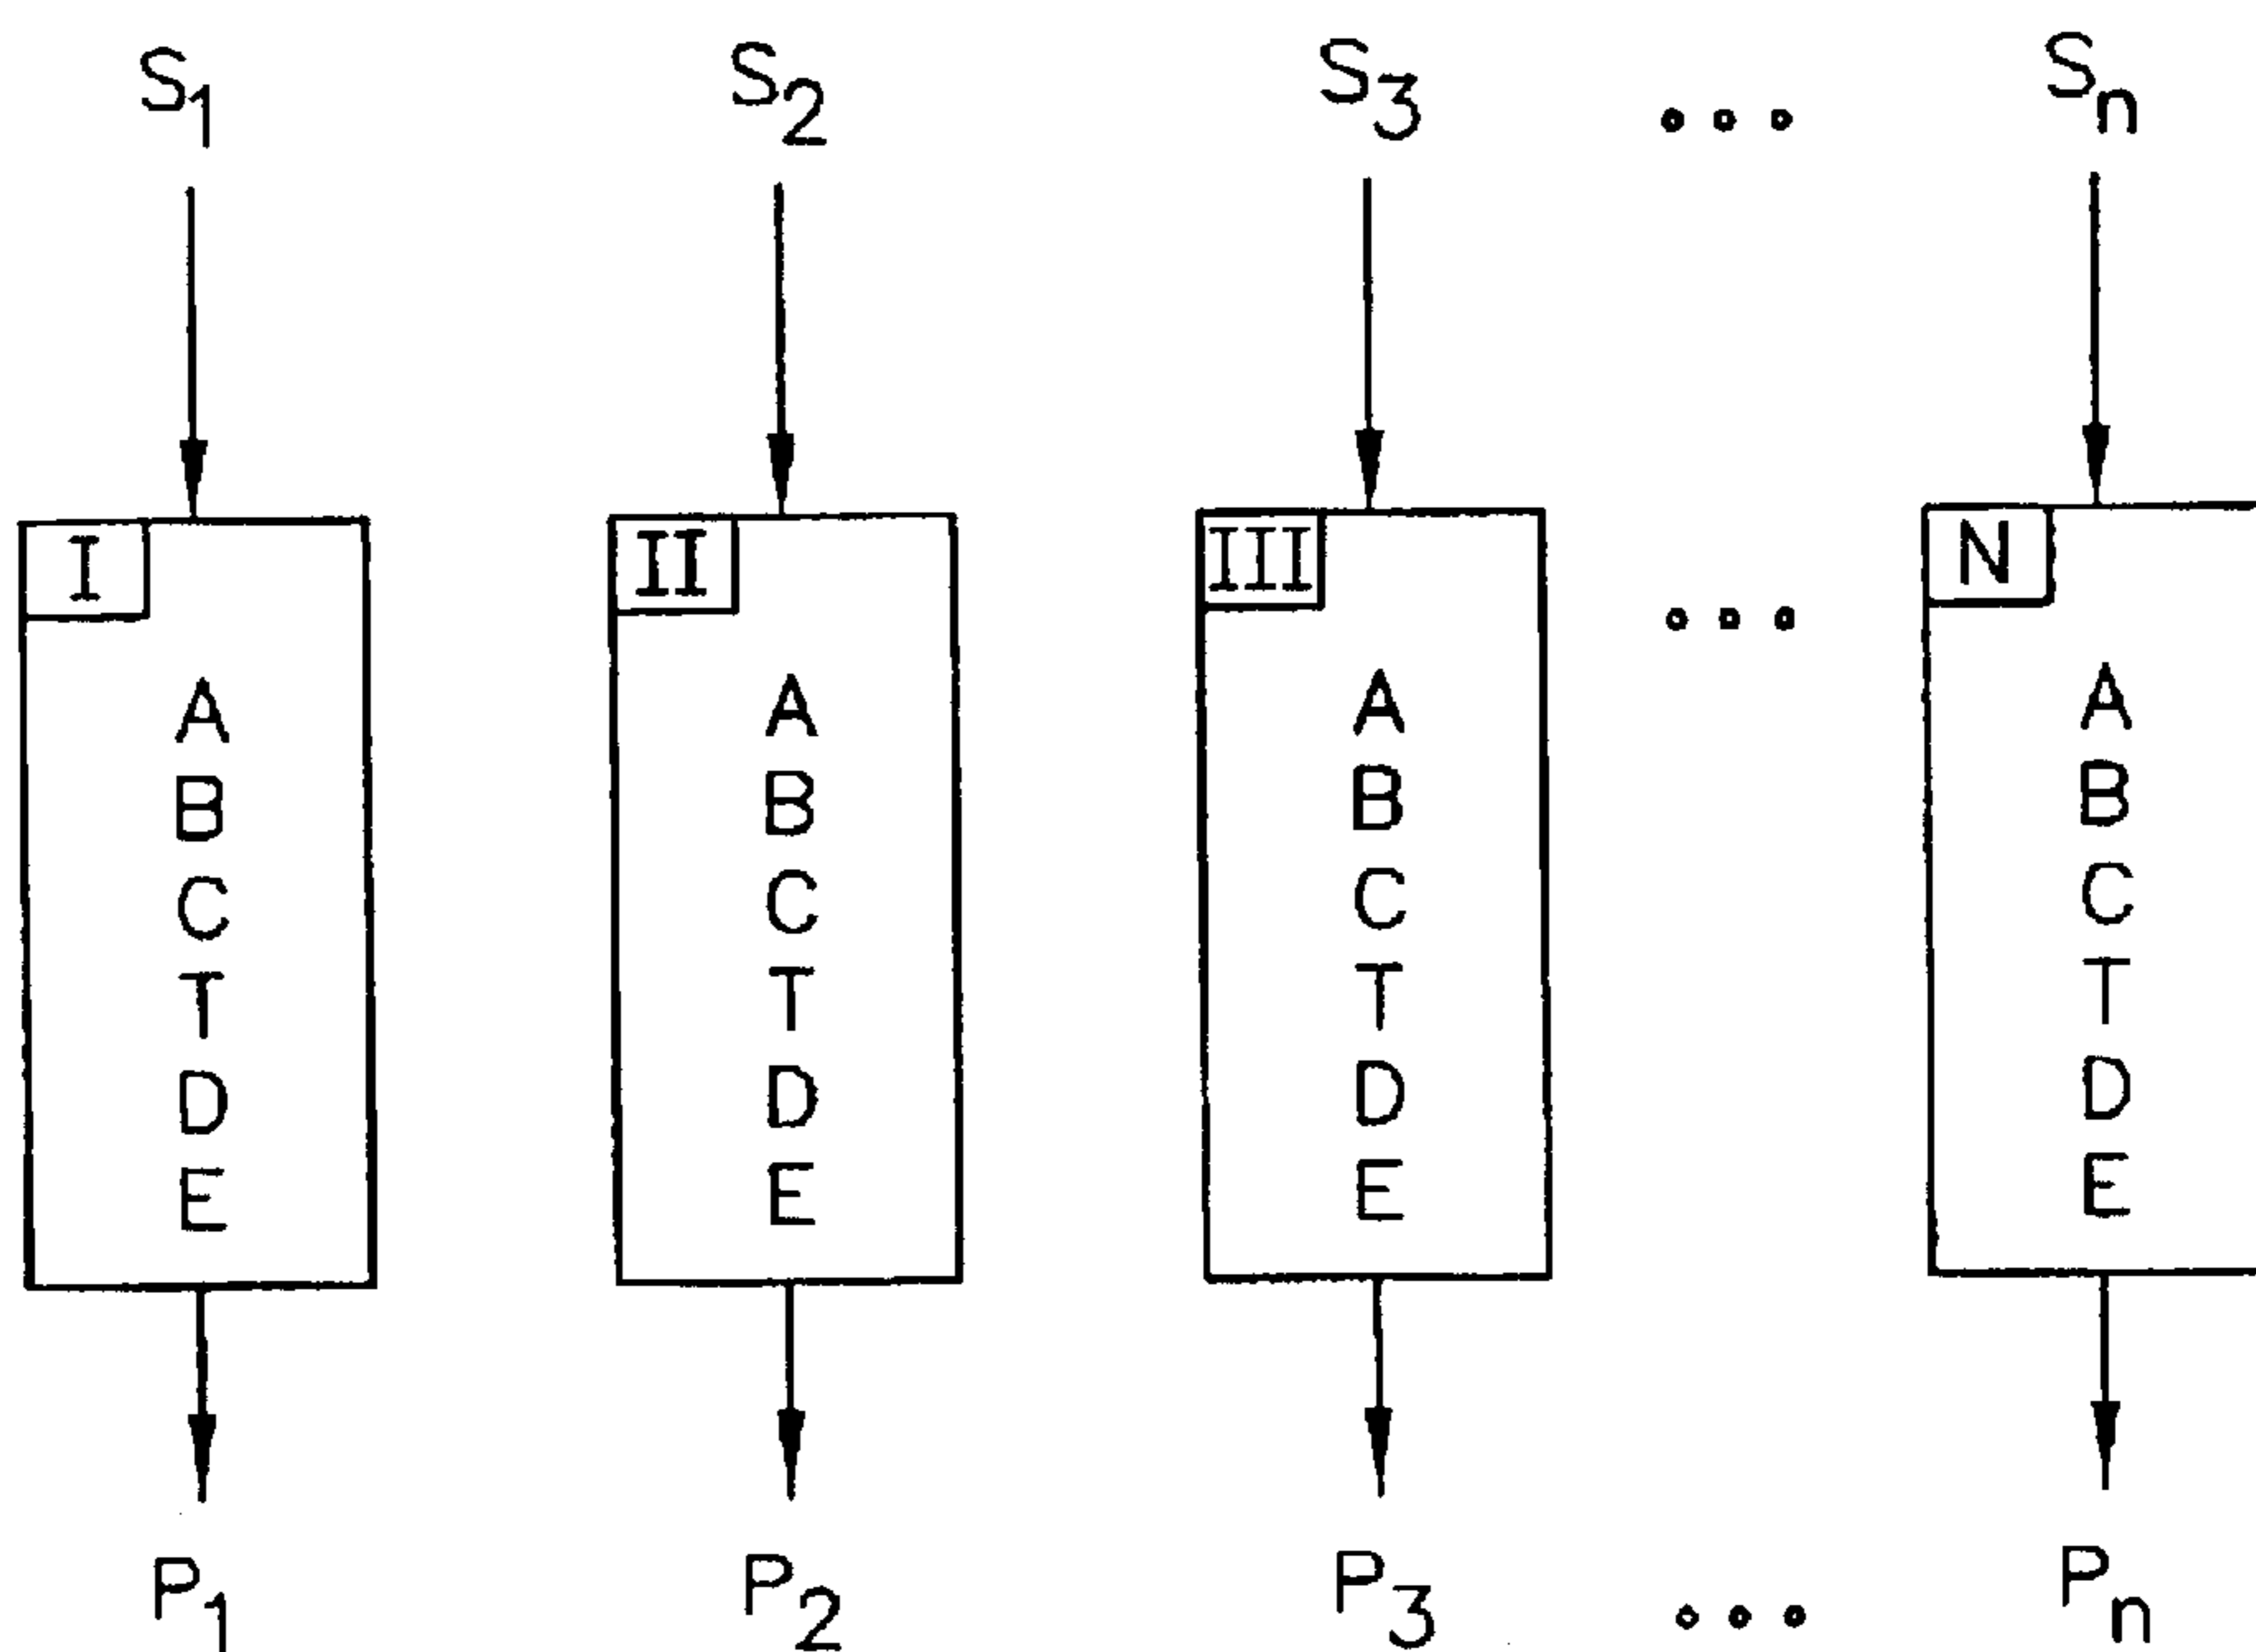 S1 S2 S3 ... Sn
I II III ... N
A A A A
B B B B
C C C C
T T T T
D D D D
E E E E
P1 P2 P3 ... Pn